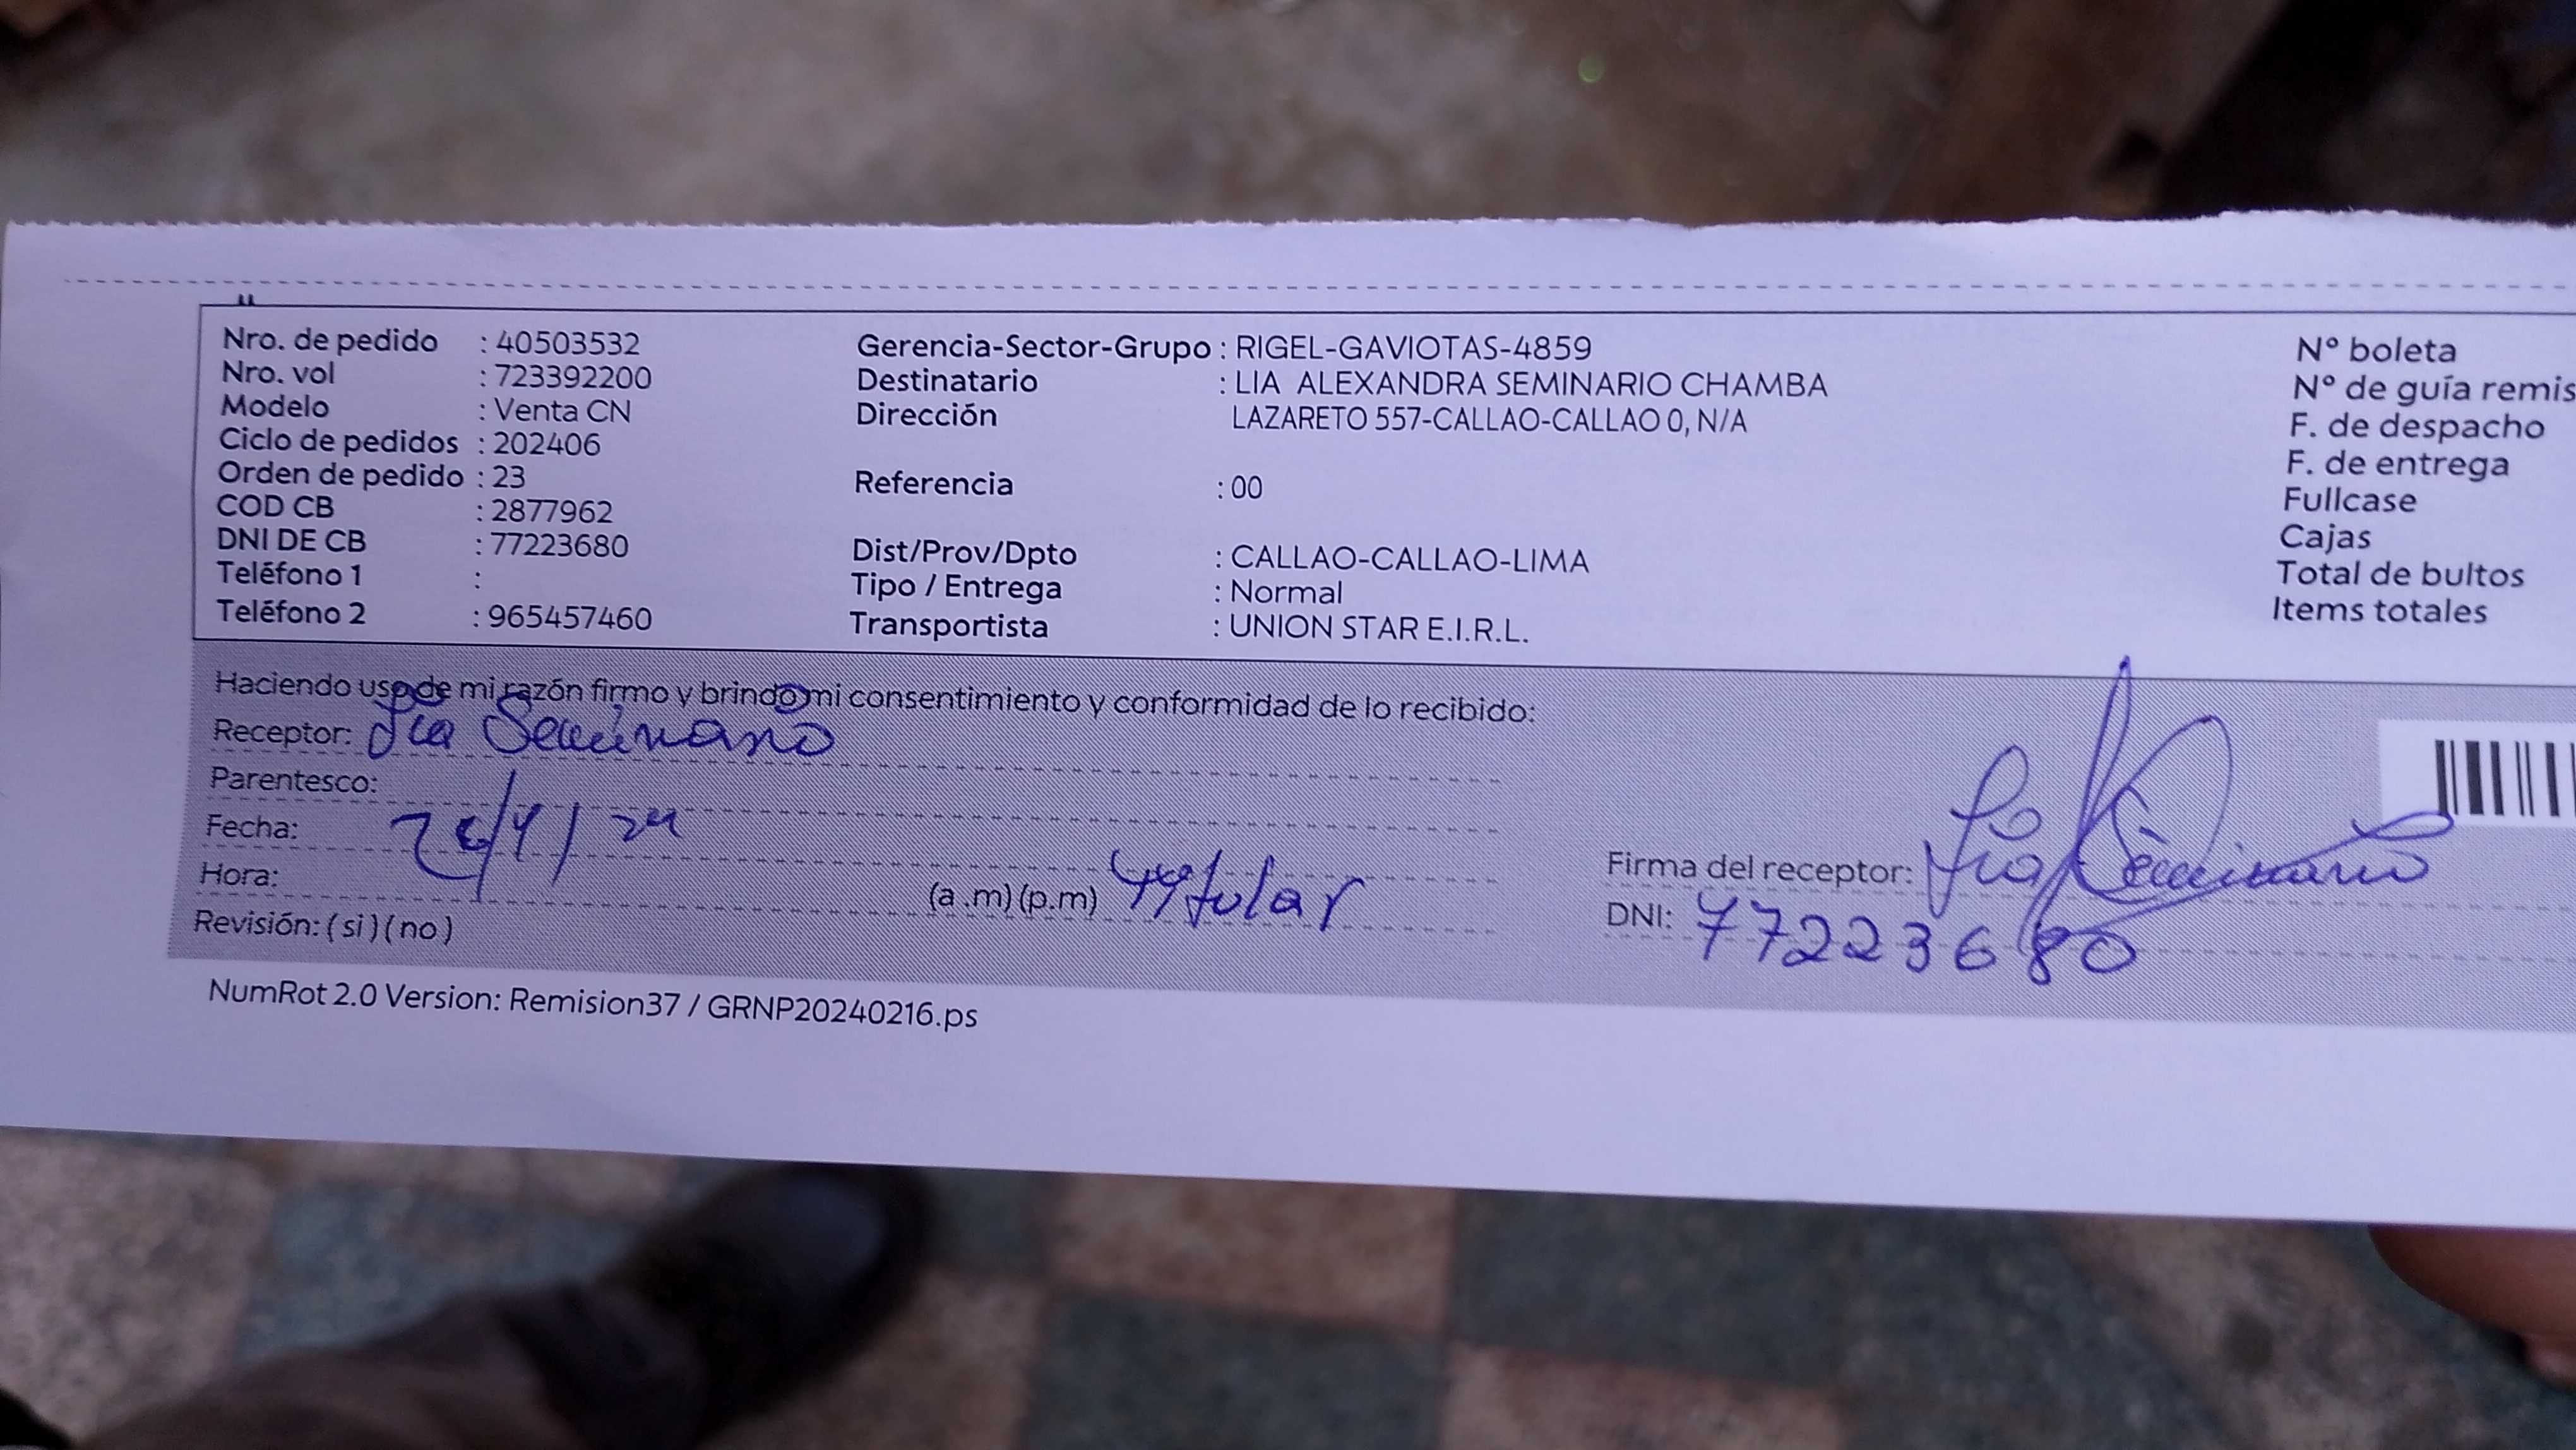 Nro. de pedido : 40503532
Nro. vol : 723392200
Modelo : Venta CN
Ciclo de pedidos : 202406
Orden de pedido : 23
COD CB : 2877962
DNI DE CB : 77223680
Teléfono 1 :
Teléfono 2 : 965457460
Gerencia-Sector-Grupo : RIGEL-GAVIOTAS-4859
Destinatario : LIA ALEXANDRA SEMINARIO CHAMBA
Dirección LAZARETO 557-CALLAO-CALLAO 0, N/A
Referencia : 00
Dist/Prov/Dpto : CALLAO-CALLAO-LIMA
Tipo / Entrega : Normal
Transportista : UNION STAR E.I.R.L.
N° boleta
N° de guía remis
F. de despacho
F. de entrega
Fullcase
Cajas
Total de bultos
Items totales
Haciendo uso de mi razón firmo y brindo mi consentimiento y conformidad de lo recibido:
Receptor: Lia Seminario
Parentesco:
Fecha:
Hora: (a .m) (p.m)
Revisión: ( si ) ( no )
Firma del receptor: Lia Seminario
DNI: 77223680
NumRot 2.0 Version: Remision37 / GRNP20240216.ps